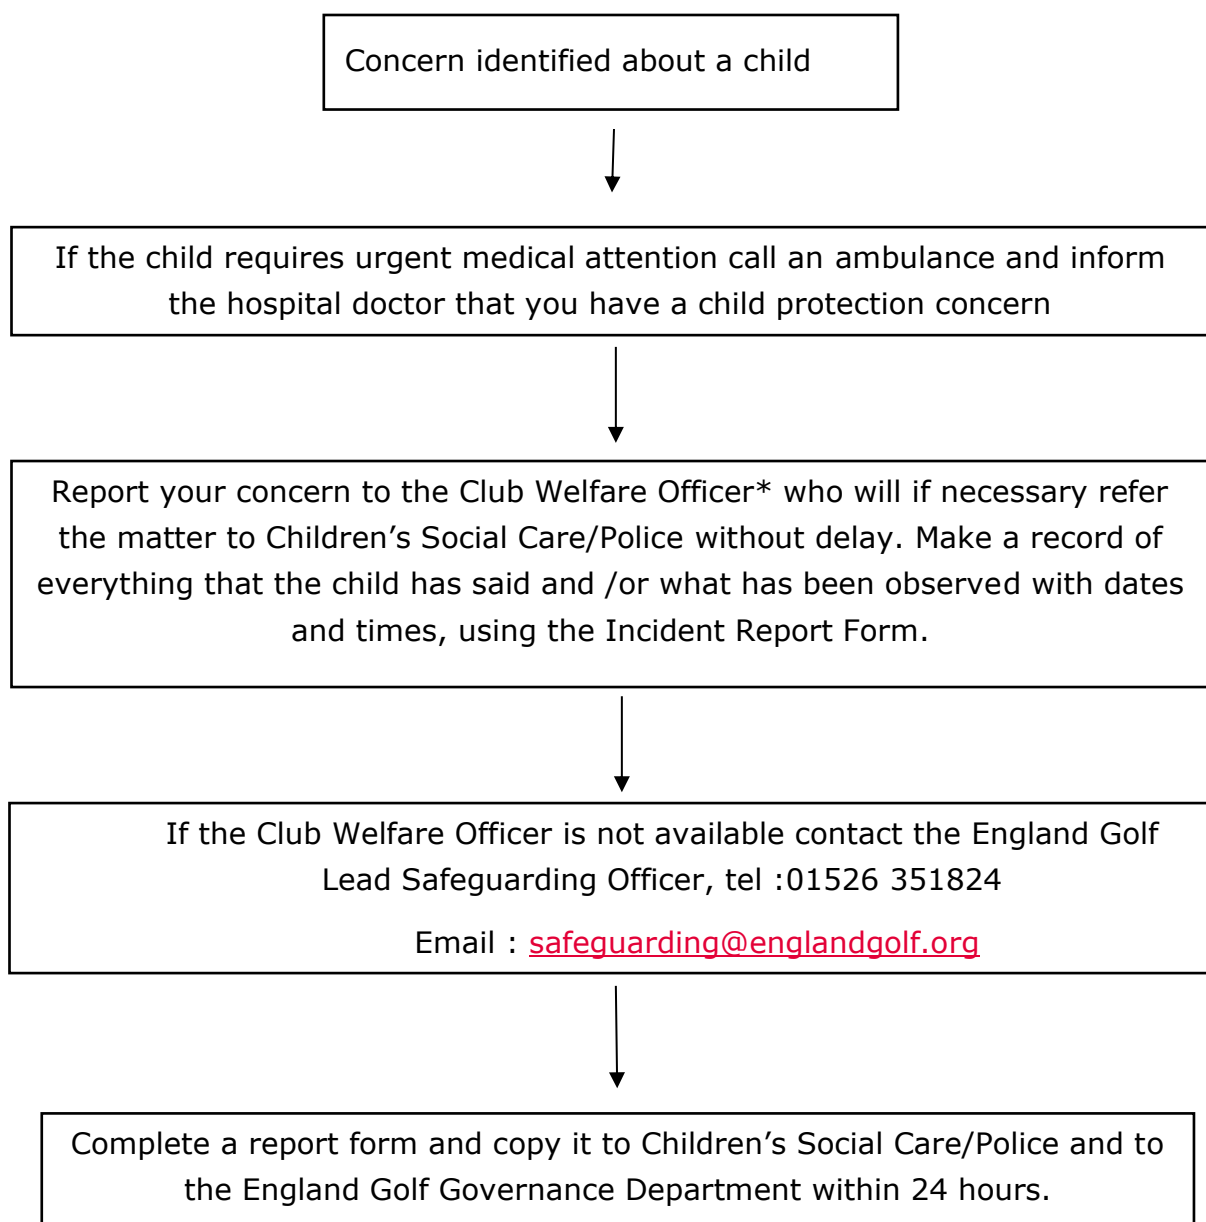 Concern identified about a child
If the child requires urgent medical attention call an ambulance and inform
the hospital doctor that you have a child protection concern
Report your concern to the Club Welfare Officer* who will if necessary refer
the matter to Children’s Social Care/Police without delay. Make a record of
everything that the child has said and /or what has been observed with dates
and times, using the Incident Report Form.
If the Club Welfare Officer is not available contact the England Golf
Lead Safeguarding Officer, tel :01526 351824
Email : safeguarding@englandgolf.org
Complete a report form and copy it to Children’s Social Care/Police and to
the England Golf Governance Department within 24 hours.